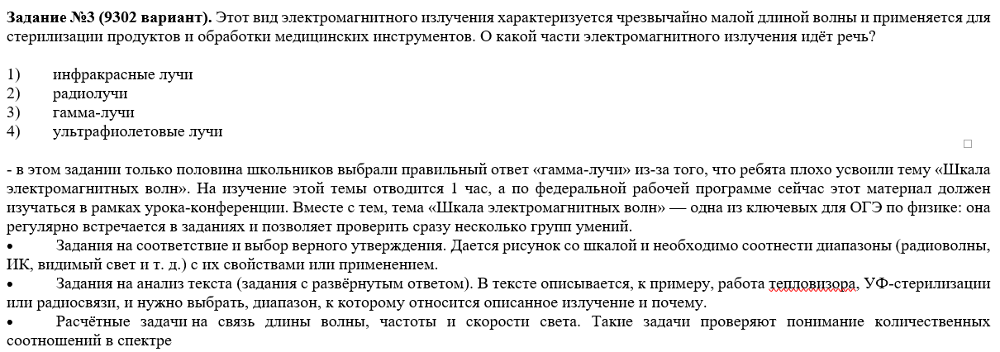 Задание №3 (9302 вариант). Этот вид электромагнитного излучения характеризуется чрезвычайно малой длиной волны и применяется для
стерилизации продуктов и обработки медицинских инструментов. О какой части электромагнитного излучения идёт речь?
1) инфракрасные лучи
2) радиолучи
3) гамма-лучи
4) ультрафиолетовые лучи
- в этом задании только половина школьников выбрали правильный ответ «гамма-лучи» из-за того, что ребята плохо усвоили тему «Шкала
электромагнитных волн». На изучение этой темы отводится 1 час, а по федеральной рабочей программе сейчас этот материал должен
изучаться в рамках урока-конференции. Вместе с тем, тема «Шкала электромагнитных волн» — одна из ключевых для ОГЭ по физике: она
регулярно встречается в заданиях и позволяет проверить сразу несколько групп умений.
• Задания на соответствие и выбор верного утверждения. Дается рисунок со шкалой и необходимо соотнести диапазоны (радиоволны,
ИК, видимый свет и т. д.) с их свойствами или применением.
• Задания на анализ текста (задания с развёрнутым ответом). В тексте описывается, к примеру, работа тепловизора, УФ-стерилизации
или радиосвязи, и нужно выбрать, диапазон, к которому относится описанное излучение и почему.
• Расчётные задачи на связь длины волны, частоты и скорости света. Такие задачи проверяют понимание количественных
соотношений в спектре